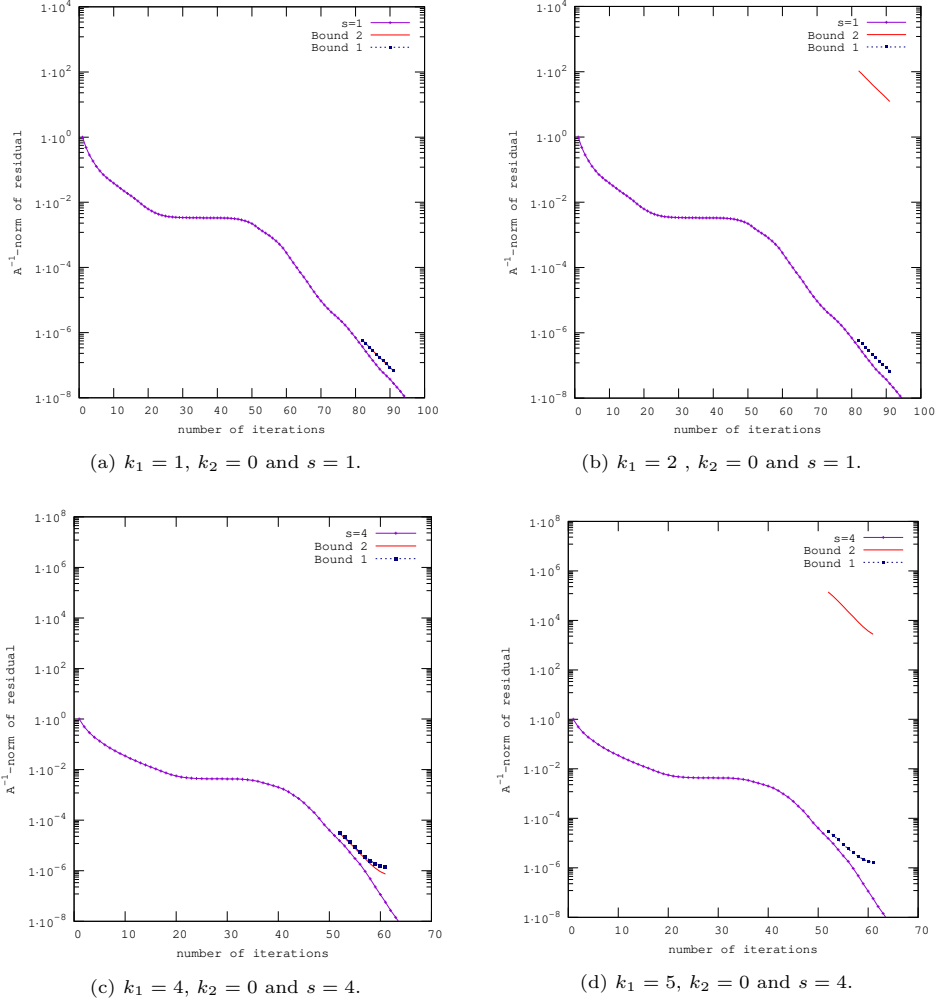 1·10^4
1·10^2
1·10^0
1·10^-2
1·10^-4
1·10^-6
1·10^-8
A^-1-norm of residual
s=1
Bound 2
Bound 1
0 10 20 30 40 50 60 70 80 90 100
number of iterations
(a) k_1 = 1, k_2 = 0 and s = 1.
1·10^4
1·10^2
1·10^0
1·10^-2
1·10^-4
1·10^-6
1·10^-8
A^-1-norm of residual
s=1
Bound 2
Bound 1
0 10 20 30 40 50 60 70 80 90 100
number of iterations
(b) k_1 = 2 , k_2 = 0 and s = 1.
1·10^8
1·10^6
1·10^4
1·10^2
1·10^0
1·10^-2
1·10^-4
1·10^-6
1·10^-8
A^-1-norm of residual
s=4
Bound 2
Bound 1
0 10 20 30 40 50 60 70
number of iterations
(c) k_1 = 4, k_2 = 0 and s = 4.
1·10^8
1·10^6
1·10^4
1·10^2
1·10^0
1·10^-2
1·10^-4
1·10^-6
1·10^-8
A^-1-norm of residual
s=4
Bound 2
Bound 1
0 10 20 30 40 50 60 70
number of iterations
(d) k_1 = 5, k_2 = 0 and s = 4.